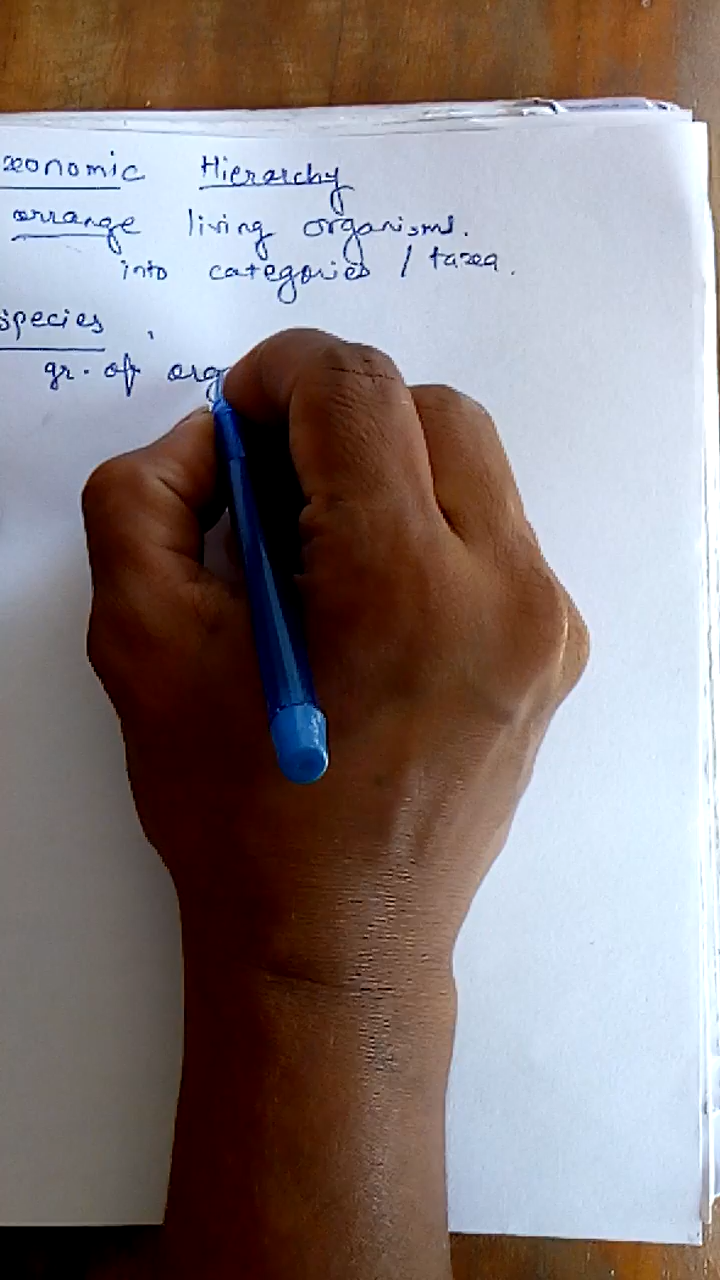 xonomic Hierarchy
arrange living organisms.
into categories / taxa.
species,
gr. of org